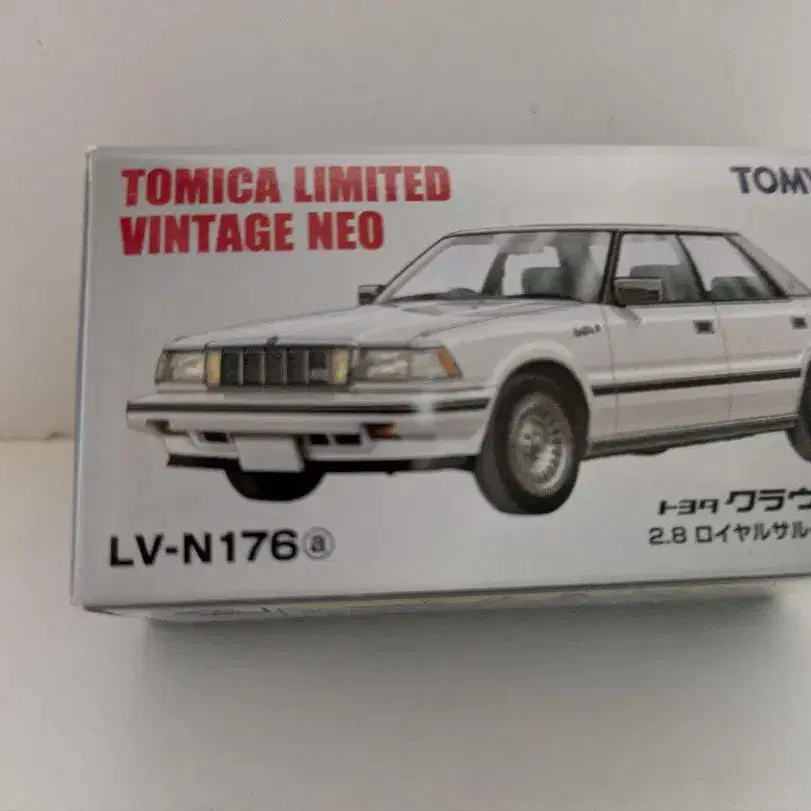 TOMICA LIMITED
VINTAGE NEO
TOMY
LV-N176ⓐ
トヨタ クラウ
2.8 ロイヤルサル